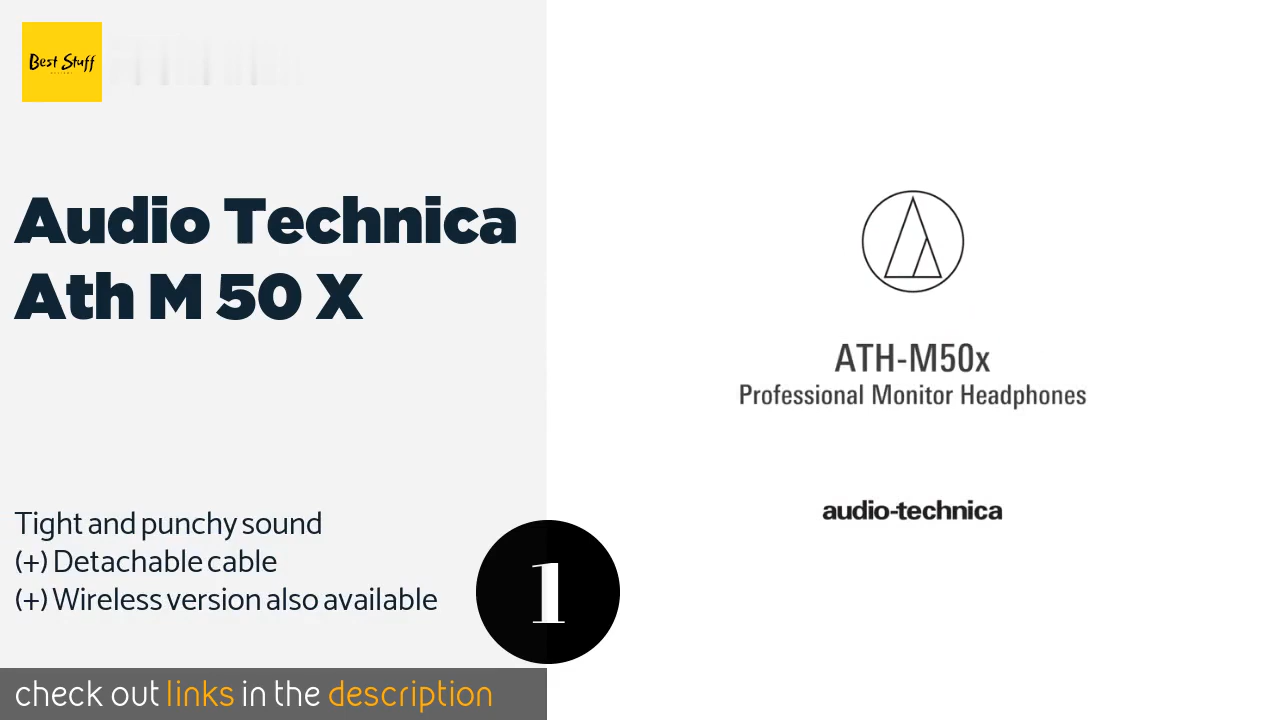 Best Stuff
Audio Technica
Ath M 50 X
Tight and punchy sound
(+) Detachable cable
(+) Wireless version also available
1
check out links in the description
ATH-M50x
Professional Monitor Headphones
audio-technica